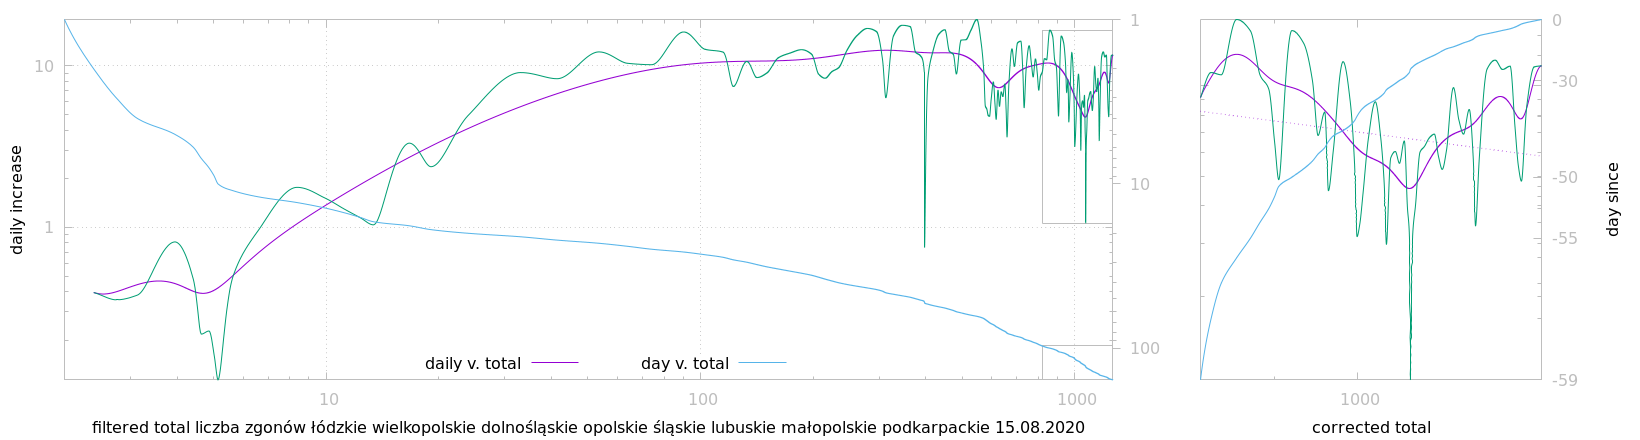 daily increase
10
1
daily v. total
day v. total
10
100
1000
1
10
100
filtered total liczba zgonów łódzkie wielkopolskie dolnośląskie opolskie śląskie lubuskie małopolskie podkarpackie 15.08.2020
0
-30
-50
-55
-59
day since
1000
corrected total